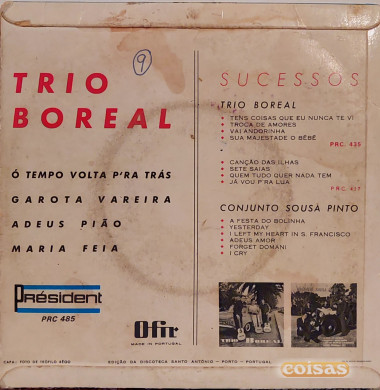 9
TRIO
BOREAL
Ó TEMPO VOLTA P'RA TRÁS
GAROTA VAREIRA
ADEUS PIÃO
MARIA FEIA
Président
PRC 485
Ofir
MADE IN PORTUGAL
SUCESSOS
TRIO BOREAL
TENS COISAS QUE EU NUNCA TE VI
TROCA DE AMORES
VAI ANDORINHA
SUA MAJESTADE O BÉBÉ
PRC. 435
CANÇÃO DAS ILHAS
SETE SAIAS
QUEM TUDO QUER NADA TEM
JÁ VOU P'RA LUA
CONJUNTO SOUSA PINTO
A FESTA DO BOLINHA
YESTERDAY
I LEFT MY HEART IN S. FRANCISCO
ADEUS AMOR
FORGET DOMANI
I CRY
TRIO BOREAL
EDIÇÃO DA DISCOTECA SANTO ANTÓNIO - PORTO - PORTUGAL
coisas